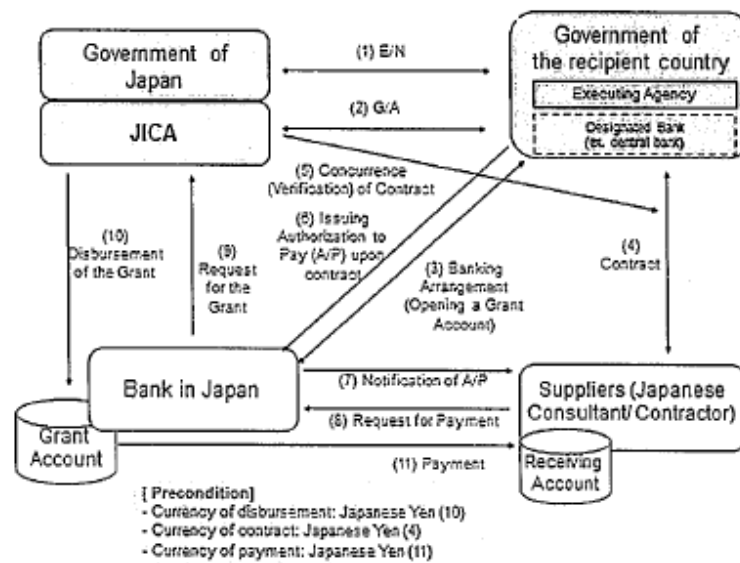 Government of
Japan
JICA
(1) E/N
(2) G/A
Government of
the recipient country
Executing Agency
Designated Bank
(ex. central bank)
(5) Concurrence
(Verification) of Contract
(6) Issuing
Authorization to
Pay (A/P) upon
contract
(10)
Disbursement
of the Grant
(9)
Request
for the
Grant
(3) Banking
Arrangement
(Opening a Grant
Account)
(4)
Contract
Bank in Japan
Grant
Account
(7) Notification of A/P
(8) Request for Payment
(11) Payment
Suppliers (Japanese
Consultant/ Contractor)
Receiving
Account
[ Precondition]
- Currency of disbursement: Japanese Yen (10)
- Currency of contract: Japanese Yen (4)
- Currency of payment: Japanese Yen (11)